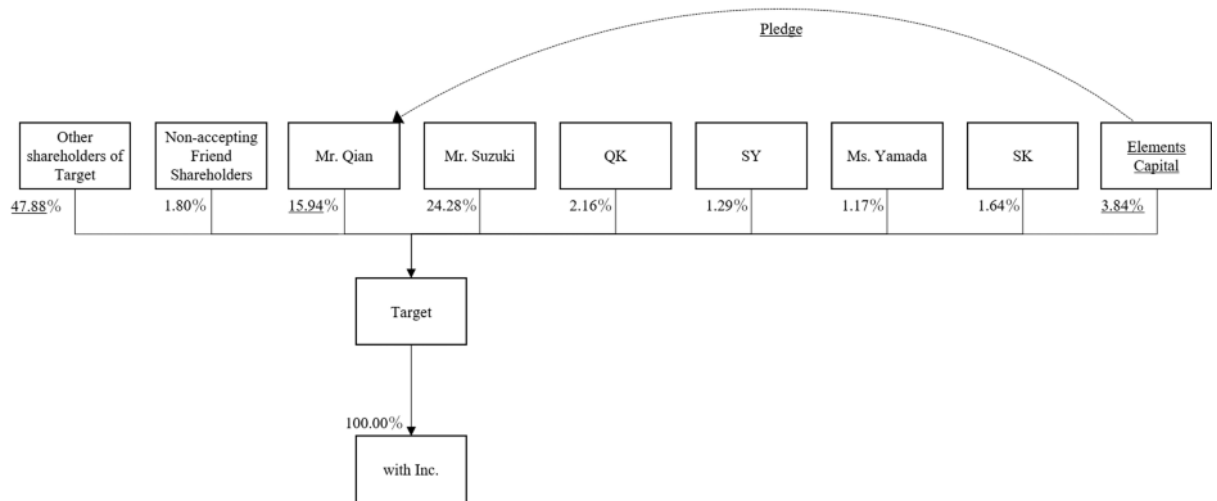 Pledge
Other
shareholders of
Target
Non-accepting
Friend
Shareholders
Mr. Qian
Mr. Suzuki
QK
SY
Ms. Yamada
SK
Elements
Capital
47.88%
1.80%
15.94%
24.28%
2.16%
1.29%
1.17%
1.64%
3.84%
Target
100.00%
with Inc.